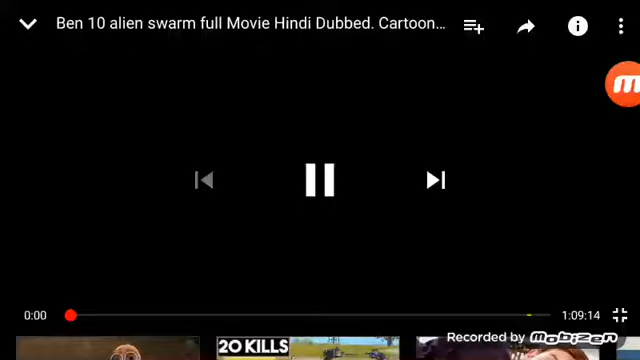 Ben 10 alien swarm full Movie Hindi Dubbed. Cartoon...
0:00
1:09:14
20 KILLS
Recorded by mobizen